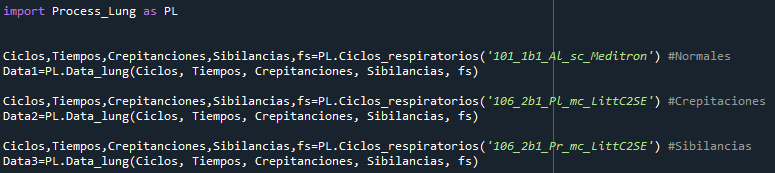 import Process_Lung as PL
Ciclos,Tiempos,Crepitanciones,Sibilancias,fs=PL.Ciclos_respiratorios('101_1b1_Al_sc_Meditron') #Normales
Data1=PL.Data_lung(Ciclos, Tiempos, Crepitanciones, Sibilancias, fs)
Ciclos,Tiempos,Crepitanciones,Sibilancias,fs=PL.Ciclos_respiratorios('106_2b1_Pl_mc_LittC2SE') #Crepitaciones
Data2=PL.Data_lung(Ciclos, Tiempos, Crepitanciones, Sibilancias, fs)
Ciclos,Tiempos,Crepitanciones,Sibilancias,fs=PL.Ciclos_respiratorios('106_2b1_Pr_mc_LittC2SE') #Sibilancias
Data3=PL.Data_lung(Ciclos, Tiempos, Crepitanciones, Sibilancias, fs)